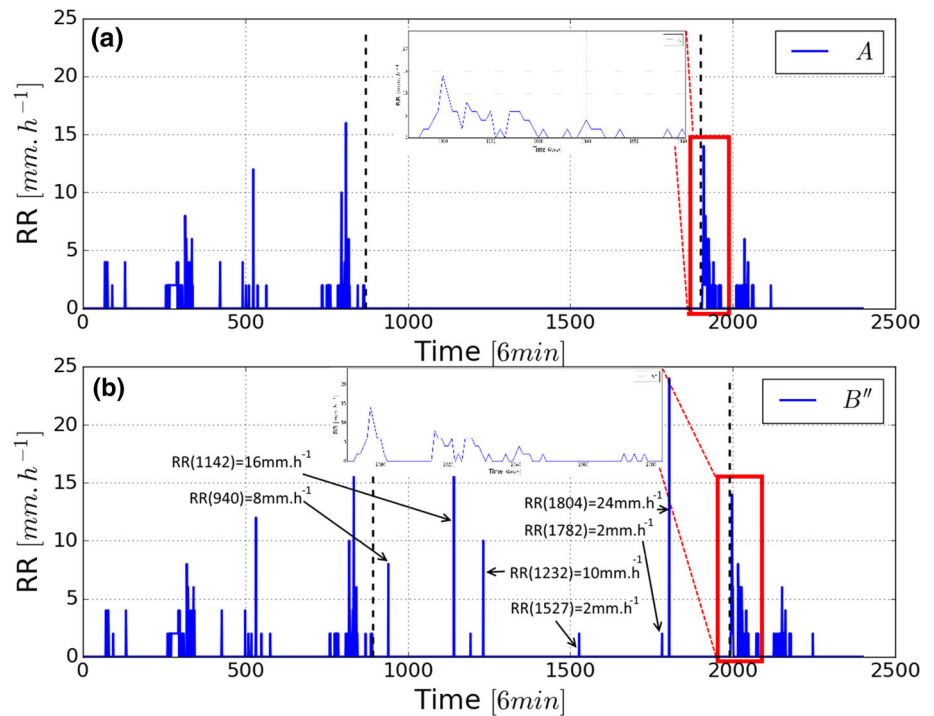 (a)
A
RR [mm. h⁻¹]
25
20
15
10
5
0
0 500 1000 1500 2000 2500
Time [6min]
(b)
B″
RR [mm. h⁻¹]
25
20
15
10
5
0
RR(1142)=16mm.h⁻¹
RR(940)=8mm.h⁻¹
RR(1804)=24mm.h⁻¹
RR(1782)=2mm.h⁻¹
RR(1232)=10mm.h⁻¹
RR(1527)=2mm.h⁻¹
0 500 1000 1500 2000 2500
Time [6min]